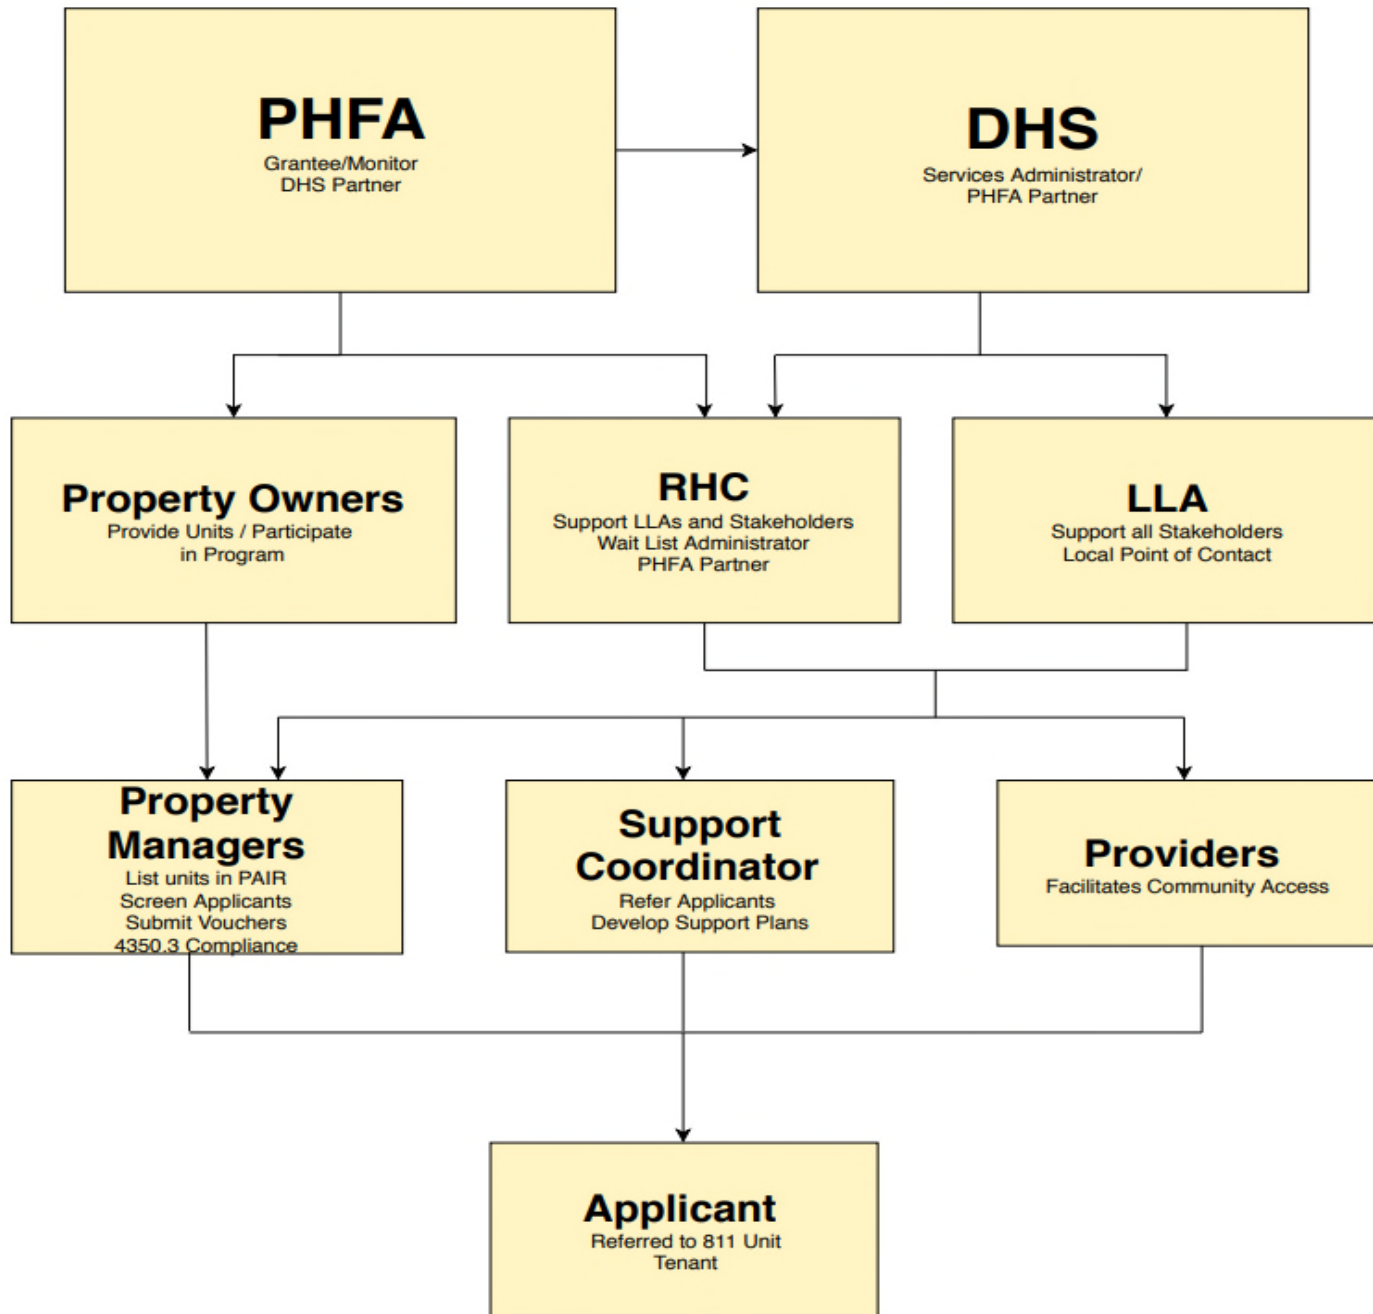 PHFA
Grantee/Monitor
DHS Partner
DHS
Services Administrator/
PHFA Partner
Property Owners
Provide Units / Participate
in Program
RHC
Support LLAs and Stakeholders
Wait List Administrator
PHFA Partner
LLA
Support all Stakeholders
Local Point of Contact
Property
Managers
List units in PAIR
Screen Applicants
Submit Vouchers
4350.3 Compliance
Support
Coordinator
Refer Applicants
Develop Support Plans
Providers
Facilitates Community Access
Applicant
Referred to 811 Unit
Tenant